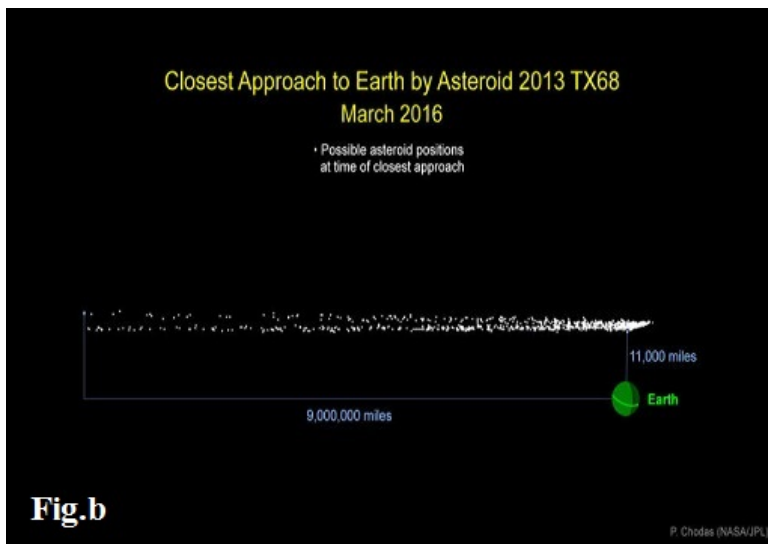 Closest Approach to Earth by Asteroid 2013 TX68
March 2016
• Possible asteroid positions
at time of closest approach
11,000 miles
Earth
9,000,000 miles
Fig.b
P. Chodas (NASA/JPL)